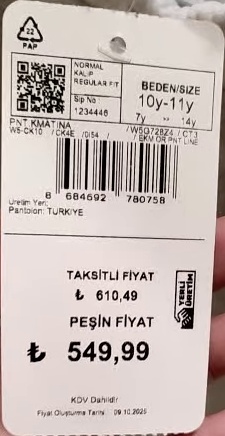 22
PAP
NORMAL
KALIP
REGULAR FIT
Sip No
1234446
BEDEN/SIZE
10y-11y
7y 14y
PNT.KMATINA /W5G728Z4 / CT3
W5-CK10 /CK4E /DI54 / EKM OR PNT LINE
8 684692 780758
Üretim Yeri:
Pantolon: TURKIYE
TAKSİTLİ FİYAT
₺ 610,49
YERLİ ÜRETİM
PEŞİN FİYAT
₺ 549,99
KDV Dahildir
Fiyat Oluşturma Tarihi 09.10.2025